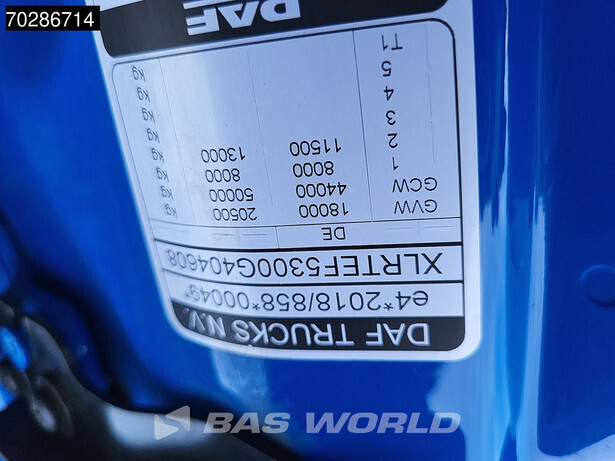 70286714
DAF TRUCKS N.V.
e4*2018/858*00049*
XLRTEF5300G404608
DE
GVW 18000 20500 kg
GCW 44000 50000 kg
1 8000 8000 kg
2 11500 13000 kg
3 kg
4 kg
5 kg
T1
DAF
BAS WORLD